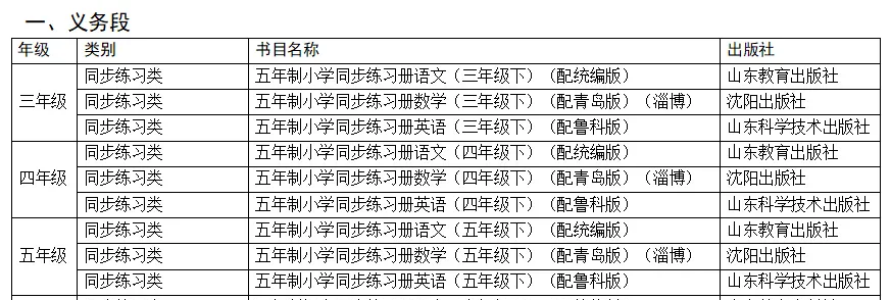 一、义务段
年级 类别 书目名称 出版社
三年级
同步练习类 五年制小学同步练习册语文（三年级下）（配统编版） 山东教育出版社
同步练习类 五年制小学同步练习册数学（三年级下）（配青岛版）（淄博） 沈阳出版社
同步练习类 五年制小学同步练习册英语（三年级下）（配鲁科版） 山东科学技术出版社
四年级
同步练习类 五年制小学同步练习册语文（四年级下）（配统编版） 山东教育出版社
同步练习类 五年制小学同步练习册数学（四年级下）（配青岛版）（淄博） 沈阳出版社
同步练习类 五年制小学同步练习册英语（四年级下）（配鲁科版） 山东科学技术出版社
五年级
同步练习类 五年制小学同步练习册语文（五年级下）（配统编版） 山东教育出版社
同步练习类 五年制小学同步练习册数学（五年级下）（配青岛版）（淄博） 沈阳出版社
同步练习类 五年制小学同步练习册英语（五年级下）（配鲁科版） 山东科学技术出版社